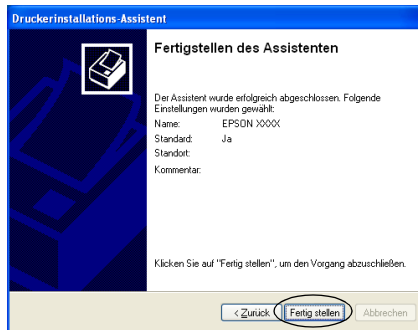 Druckerinstallations-Assistent
Fertigstellen des Assistenten
Der Assistent wurde erfolgreich abgeschlossen. Folgende
Einstellungen wurden gewählt:
Name: EPSON XXXX
Standard: Ja
Standort:
Kommentar:
Klicken Sie auf "Fertig stellen", um den Vorgang abzuschließen.
< Zurück Fertig stellen Abbrechen